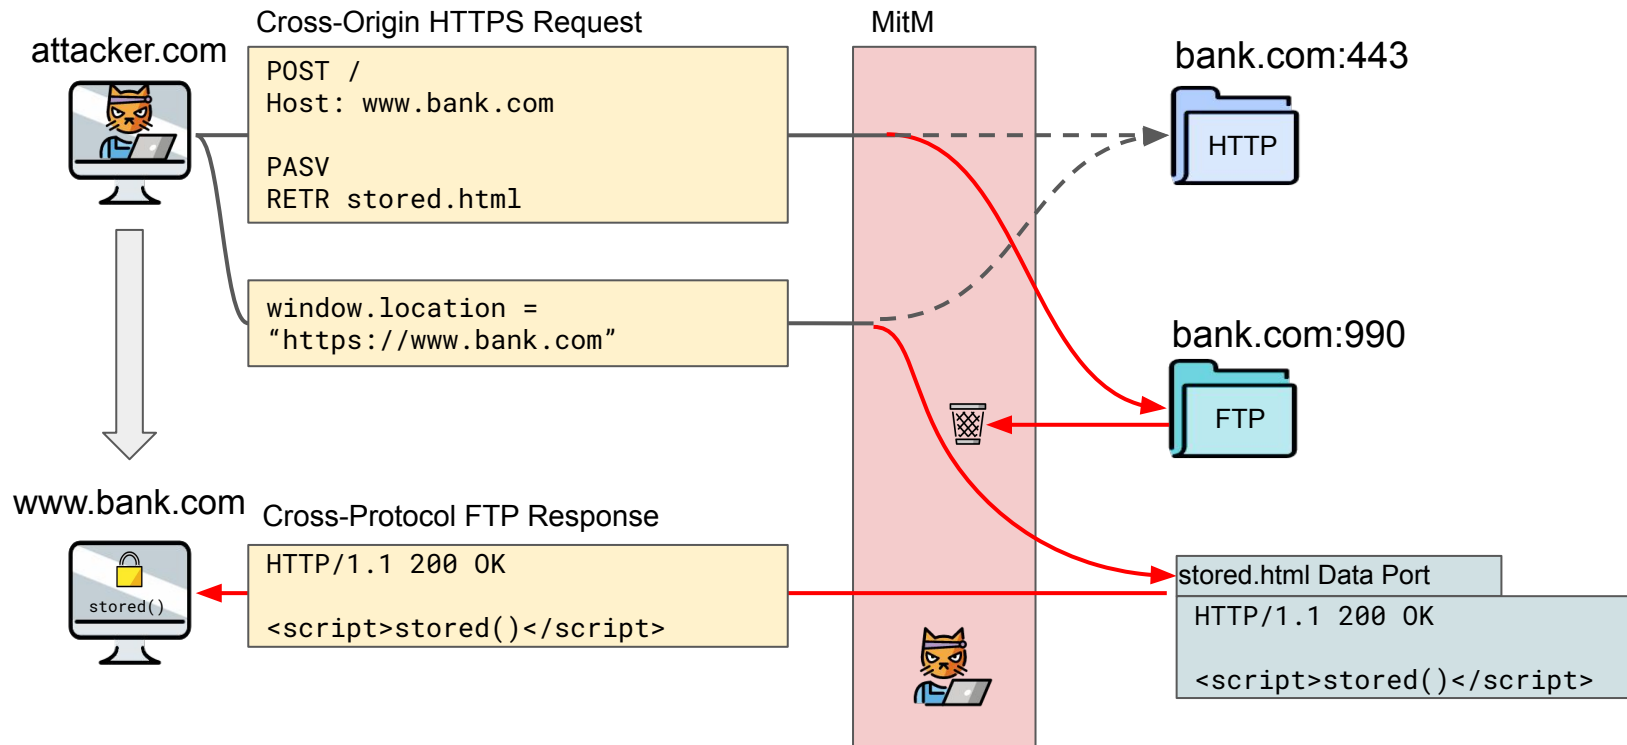 Cross-Origin HTTPS Request
MitM
attacker.com
POST /
Host: www.bank.com
PASV
RETR stored.html
bank.com:443
HTTP
window.location =
“https://www.bank.com”
bank.com:990
FTP
www.bank.com
stored()
Cross-Protocol FTP Response
HTTP/1.1 200 OK
<script>stored()</script>
stored.html Data Port
HTTP/1.1 200 OK
<script>stored()</script>